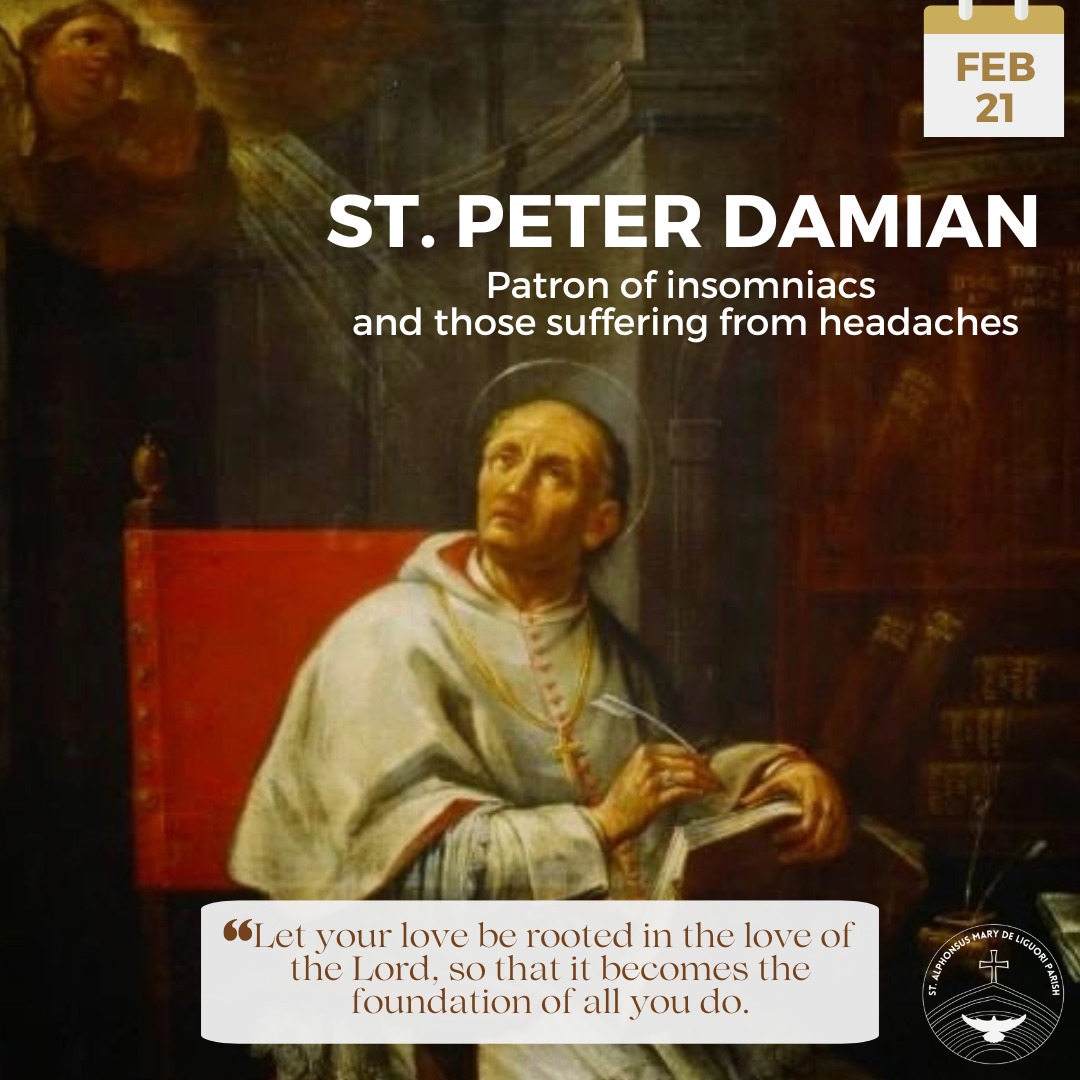 FEB
21
ST. PETER DAMIAN
Patron of insomniacs
and those suffering from headaches
❝Let your love be rooted in the love of
the Lord, so that it becomes the
foundation of all you do.
ST. ALPHONSUS MARY DE LIGUORI PARISH